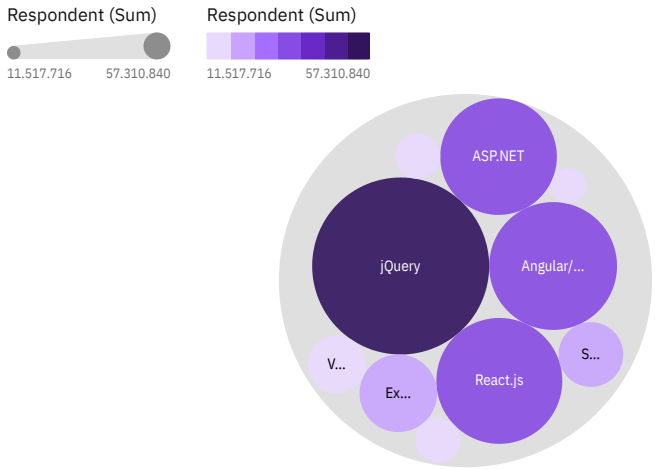 Respondent (Sum)
11.517.716 57.310.840
Respondent (Sum)
11.517.716 57.310.840
ASP.NET
jQuery
Angular/...
V...
Ex...
React.js
S...